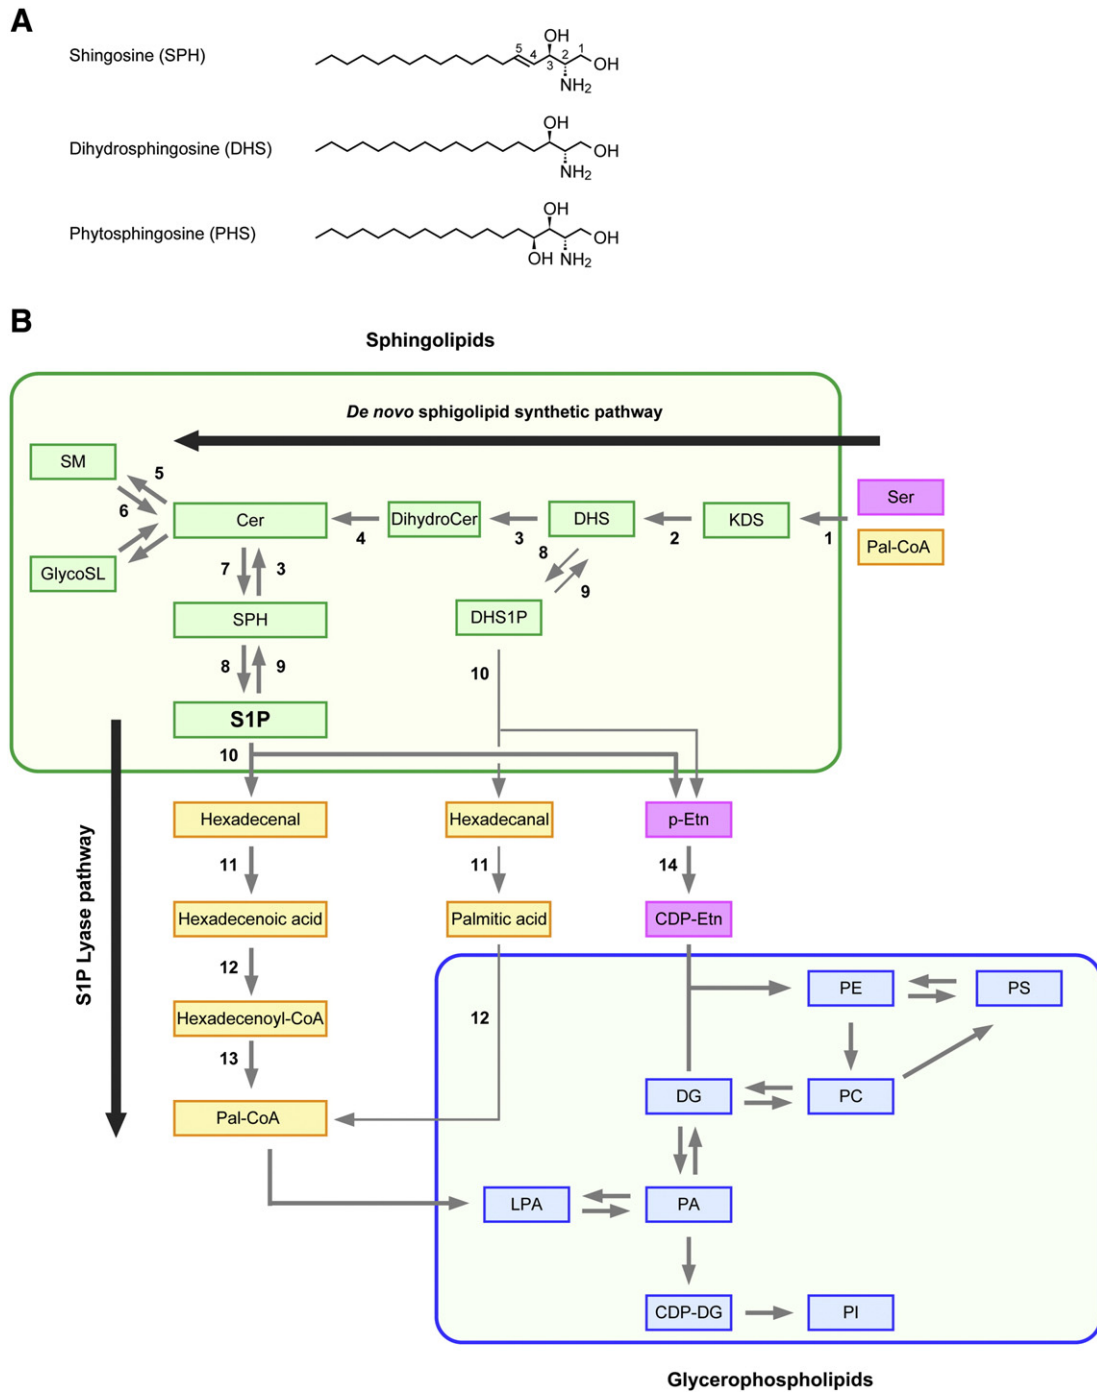 A
Shingosine (SPH)
OH
5 4 3 2 1
OH
NH2
Dihydrosphingosine (DHS)
OH
OH
NH2
Phytosphingosine (PHS)
OH
OH
OH NH2
B
Sphingolipids
De novo sphigolipid synthetic pathway
SM
5
6
Ser
Cer
DihydroCer
DHS
KDS
4
3
2
1
Pal-CoA
GlycoSL
7
3
8
9
SPH
DHS1P
8
9
10
S1P
10
S1P Lyase pathway
Hexadecenal
Hexadecanal
p-Etn
11
11
14
Hexadecenoic acid
Palmitic acid
CDP-Etn
12
12
PE
PS
Hexadecenoyl-CoA
13
DG
PC
Pal-CoA
LPA
PA
CDP-DG
PI
Glycerophospholipids